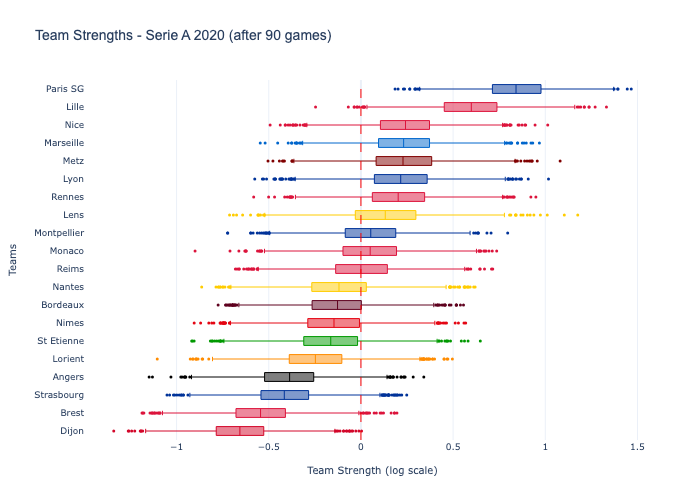 Team Strengths - Serie A 2020 (after 90 games)
Paris SG
Lille
Nice
Marseille
Metz
Lyon
Rennes
Lens
Montpellier
Monaco
Reims
Nantes
Bordeaux
Nimes
St Etienne
Lorient
Angers
Strasbourg
Brest
Dijon
Teams
−1 −0.5 0 0.5 1 1.5
Team Strength (log scale)